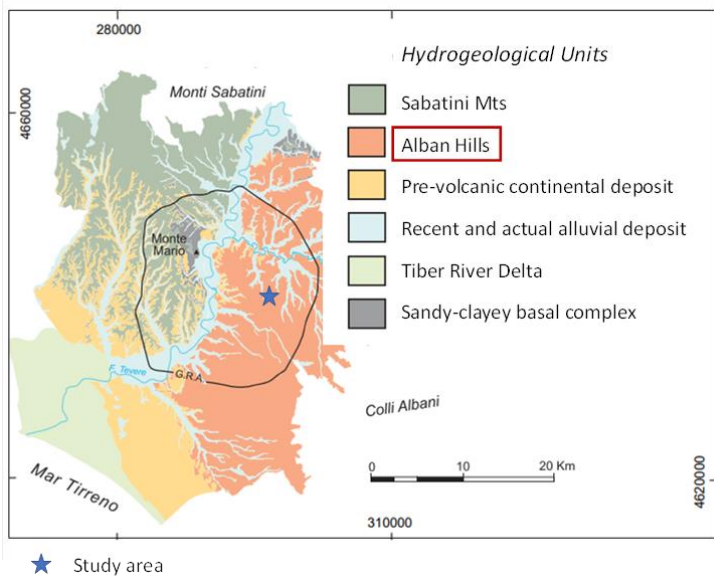 280000
4660000
Monti Sabatini
Monte
Mario
F. Tevere
G.R.A.
Mar Tirreno
Colli Albani
Hydrogeological Units
Sabatini Mts
Alban Hills
Pre-volcanic continental deposit
Recent and actual alluvial deposit
Tiber River Delta
Sandy-clayey basal complex
0 10 20 Km
4620000
310000
Study area